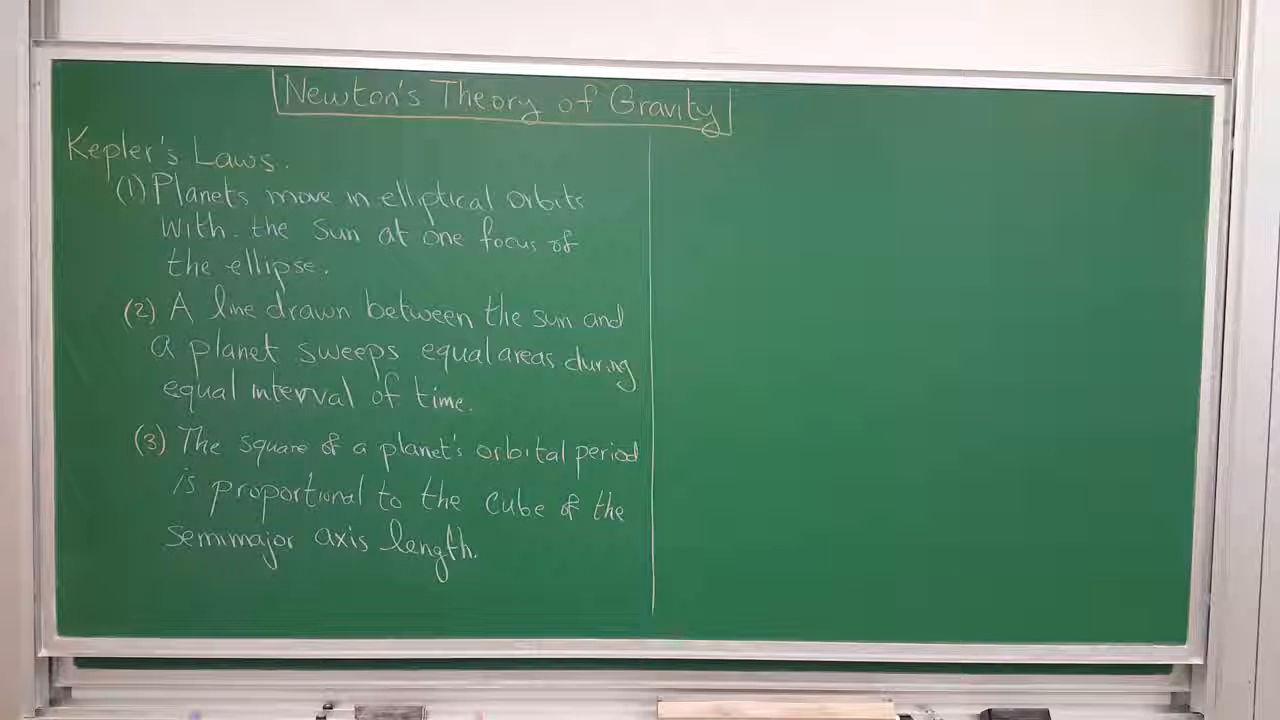 Newton's Theory of Gravity
Kepler's Laws.
(1) Planets move in elliptical orbits
with the sun at one focus of
the ellipse.
(2) A line drawn between the sun and
a planet sweeps equal areas during
equal interval of time.
(3) The square of a planet's orbital period
is proportional to the cube of the
semimajor axis length.